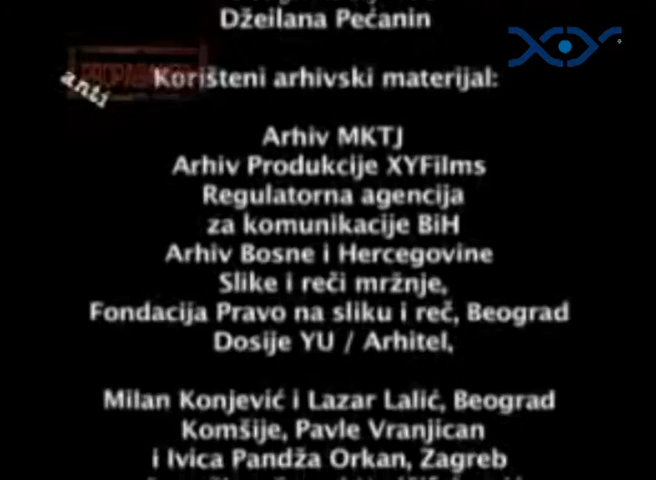 Džeilana Pećanin
anti
Korišteni arhivski materijal:
Arhiv MKTJ
Arhiv Produkcije XYFilms
Regulatorna agencija
za komunikacije BiH
Arhiv Bosne i Hercegovine
Slike i reči mržnje,
Fondacija Pravo na sliku i reč, Beograd
Dosije YU / Arhitel,
Milan Konjević i Lazar Lalić, Beograd
Komšije, Pavle Vranjican
i Ivica Pandža Orkan, Zagreb